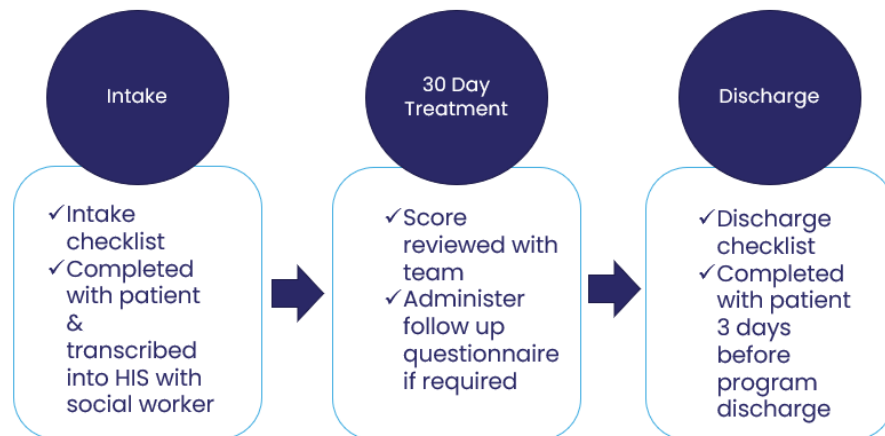 Intake
✓Intake
checklist
✓Completed
with patient
&
transcribed
into HIS with
social worker
30 Day
Treatment
✓Score
reviewed with
team
✓Administer
follow up
questionnaire
if required
Discharge
✓Discharge
checklist
✓Completed
with patient
3 days
before
program
discharge